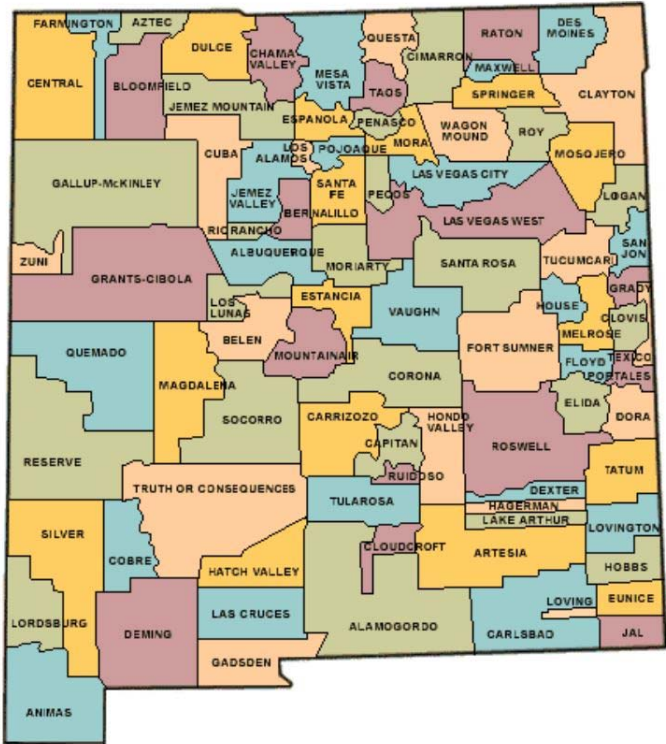 FARMINGTON
AZTEC
DULCE
CHAMA
VALLEY
MESA
VISTA
QUESTA
CIMARRON
RATON
DES
MOINES
CENTRAL
BLOOMFIELD
TAOS
MAXWELL
SPRINGER
CLAYTON
JEMEZ MOUNTAIN
ESPANOLA
PENASCO
MORA
WAGON
MOUND
ROY
MOSQJERO
CUBA
LOS
ALAMOS
POJOAQUE
GALLUP-McKINLEY
JEMEZ
VALLEY
SANTA
FE
PECOS
LAS VEGAS CITY
LOGAN
BERNALILLO
LAS VEGAS WEST
RIO RANCHO
ALBUQUERQUE
SAN
JON
ZUNI
GRANTS-CIBOLA
MORIARTY
SANTA ROSA
TUCUMCARI
GRADY
LOS
LUNAS
ESTANCIA
VAUGHN
HOUSE
CLOVIS
BELEN
MELROSE
QUEMADO
MOUNTAINAIR
FORT SUMNER
FLOYD
TEXICO
PORTALES
MAGDALENA
CORONA
ELIDA
DORA
SOCORRO
CARRIZOZO
HONDO
VALLEY
CAPITAN
ROSWELL
RESERVE
RUIDOSO
TATUM
TRUTH OR CONSEQUENCES
TULAROSA
DEXTER
HAGERMAN
LAKE ARTHUR
LOVINGTON
SILVER
COBRE
CLOUDCROFT
ARTESIA
HATCH VALLEY
HOBBS
LORDSBURG
DEMING
LAS CRUCES
ALAMOGORDO
LOVING
CARLSBAD
EUNICE
JAL
GADSDEN
ANIMAS